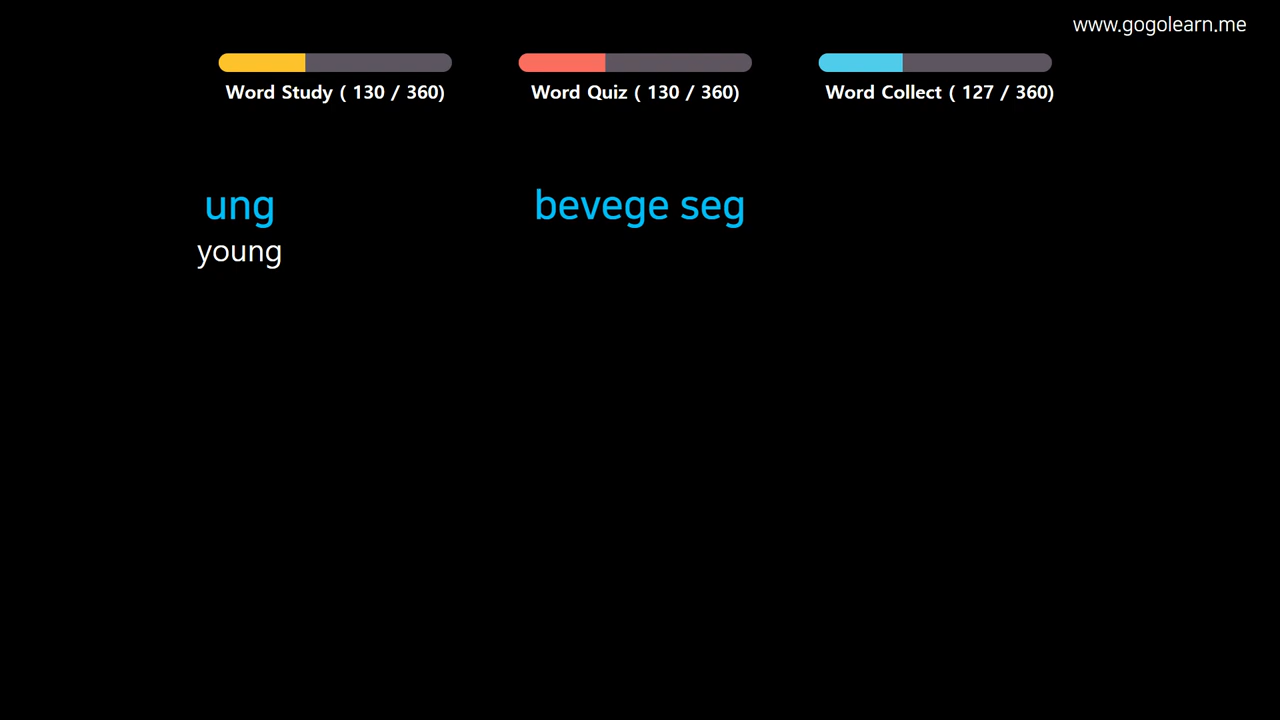 www.gogolearn.me
Word Study ( 130 / 360)
Word Quiz ( 130 / 360)
Word Collect ( 127 / 360)
ung
young
bevege seg